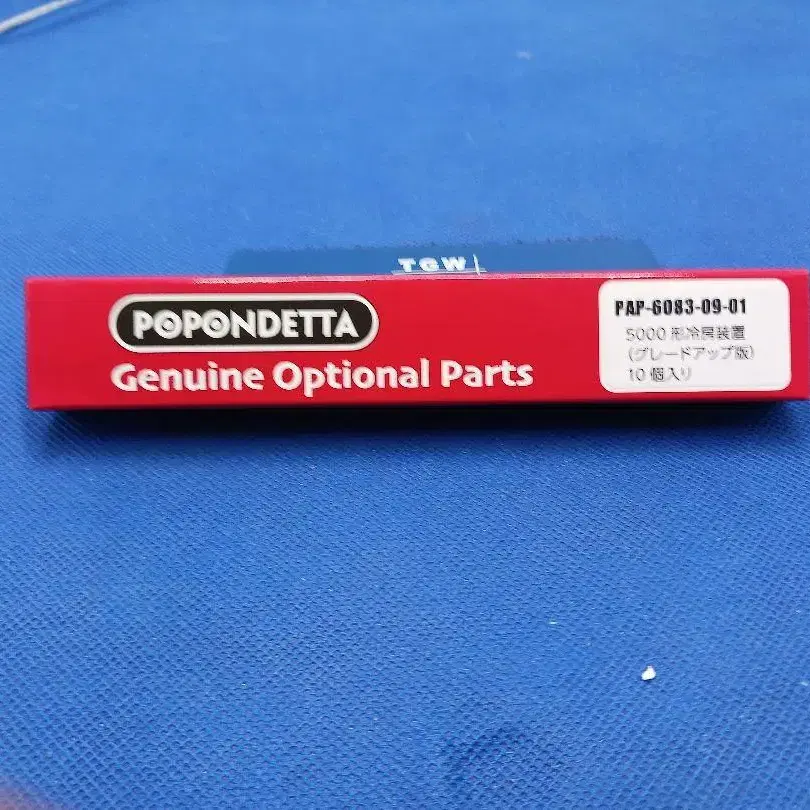 TGW
POPONDETTA
Genuine Optional Parts
PAP-6083-09-01
5000形冷房装置
(グレードアップ版)
10個入り